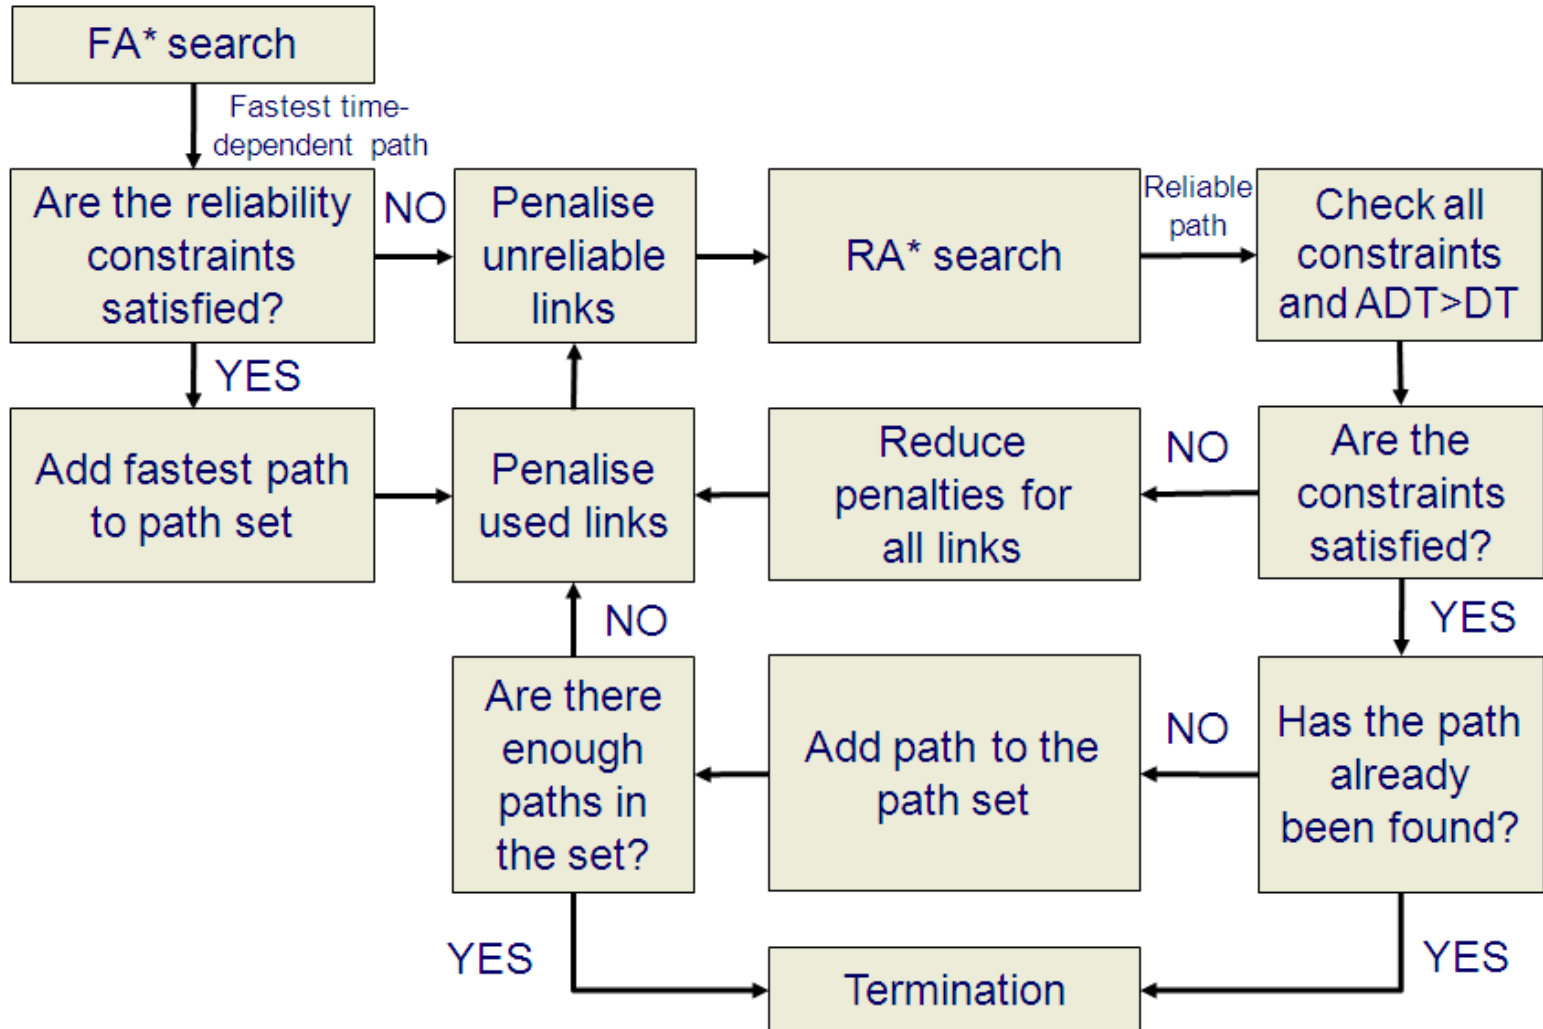 FA* search
Fastest time-
dependent path
Are the reliability
constraints
satisfied?
NO
Penalise
unreliable
links
RA* search
Reliable
path
Check all
constraints
and ADT>DT
YES
Add fastest path
to path set
Penalise
used links
Reduce
penalties for
all links
NO
Are the
constraints
satisfied?
NO
YES
Are there
enough
paths in
the set?
Add path to the
path set
NO
Has the path
already
been found?
YES
Termination
YES